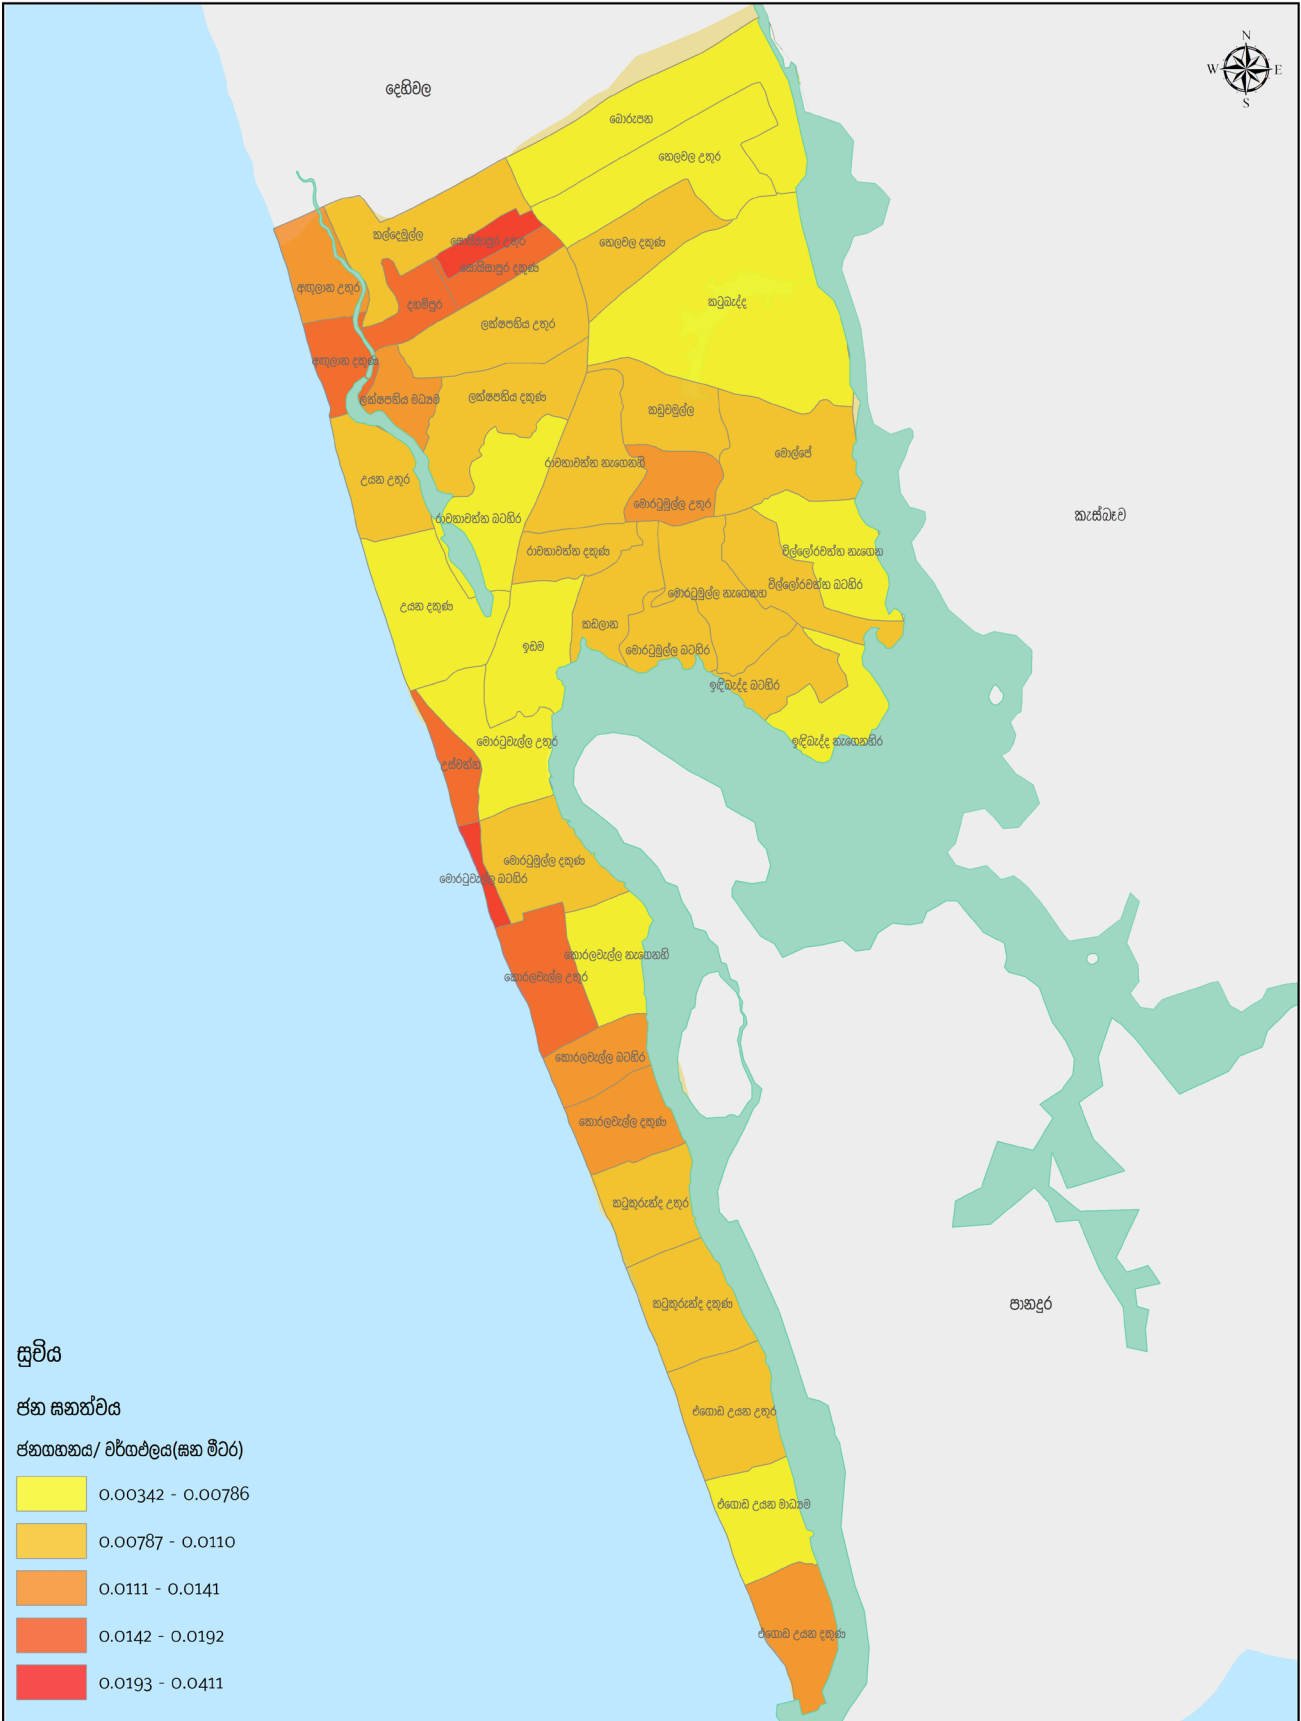 N
W E
S
දෙහිවල
බොරුපන
තෙලවල උතුර
කල්දෙමුල්ල
සොයිසාපුර උතුර
තෙලවල දකුණ
සොයිසාපුර දකුණ
අඟුලාන උතුර
දහම්පුර
කටුබැද්ද
ලක්ෂපතිය උතුර
අඟුලාන දකුණ
ලක්ෂපතිය මධ්‍යම
ලක්ෂපතිය දකුණ
කඩුවමුල්ල
මොල්පේ
රාවතාවත්ත නැගෙනහි
උයන උතුර
මොරටුමුල්ල උතුර
රාවතාවත්ත බටහිර
කැස්බෑව
රාවතාවත්ත දකුණ
විල්ලෝරවත්ත නැගෙන
විල්ලෝරවත්ත බටහිර
මොරටුමුල්ල නැගෙනහ
උයන දකුණ
කඩලාන
ඉඩම
මොරටුමුල්ල බටහිර
ඉඳිබැද්ද බටහිර
මොරටුවැල්ල උතුර
ඉඳිබැද්ද නැගෙනහිර
උස්වත්ත
මොරටුමුල්ල දකුණ
මොරටුවැල්ල බටහිර
කොරලවැල්ල නැගෙනහි
කොරලවැල්ල උතුර
කොරලවැල්ල බටහිර
කොරලවැල්ල දකුණ
කටුකුරුන්ද උතුර
කටුකුරුන්ද දකුණ
පානදුර
එගොඩ උයන උතුර
එගොඩ උයන මාධ්‍යම
එගොඩ උයන දකුණ
සුචිය
ජන ඝනත්වය
ජනගහනය/ වර්ගඵලය(ඝන මීටර)
0.00342 - 0.00786
0.00787 - 0.0110
0.0111 - 0.0141
0.0142 - 0.0192
0.0193 - 0.0411